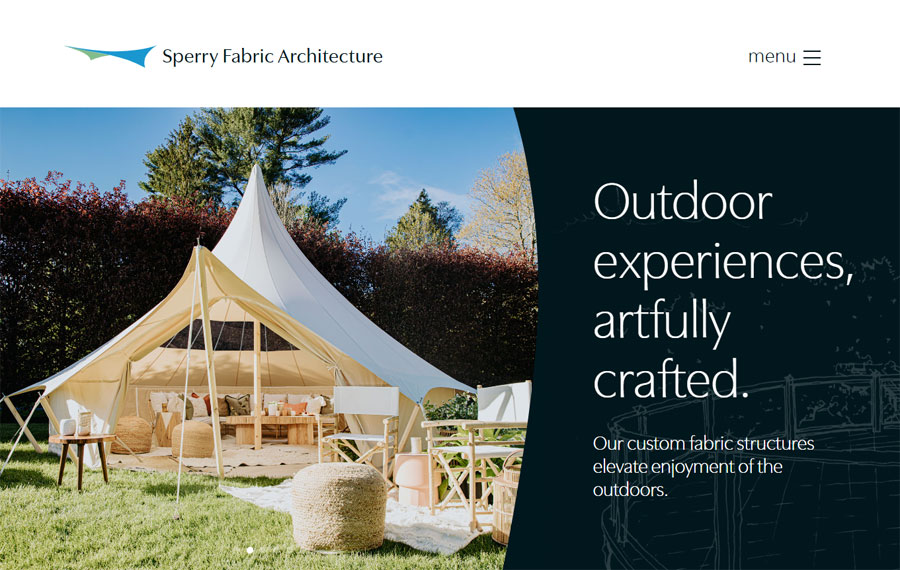 Sperry Fabric Architecture
menu
Outdoor
experiences,
artfully
crafted.
Our custom fabric structures
elevate enjoyment of the
outdoors.